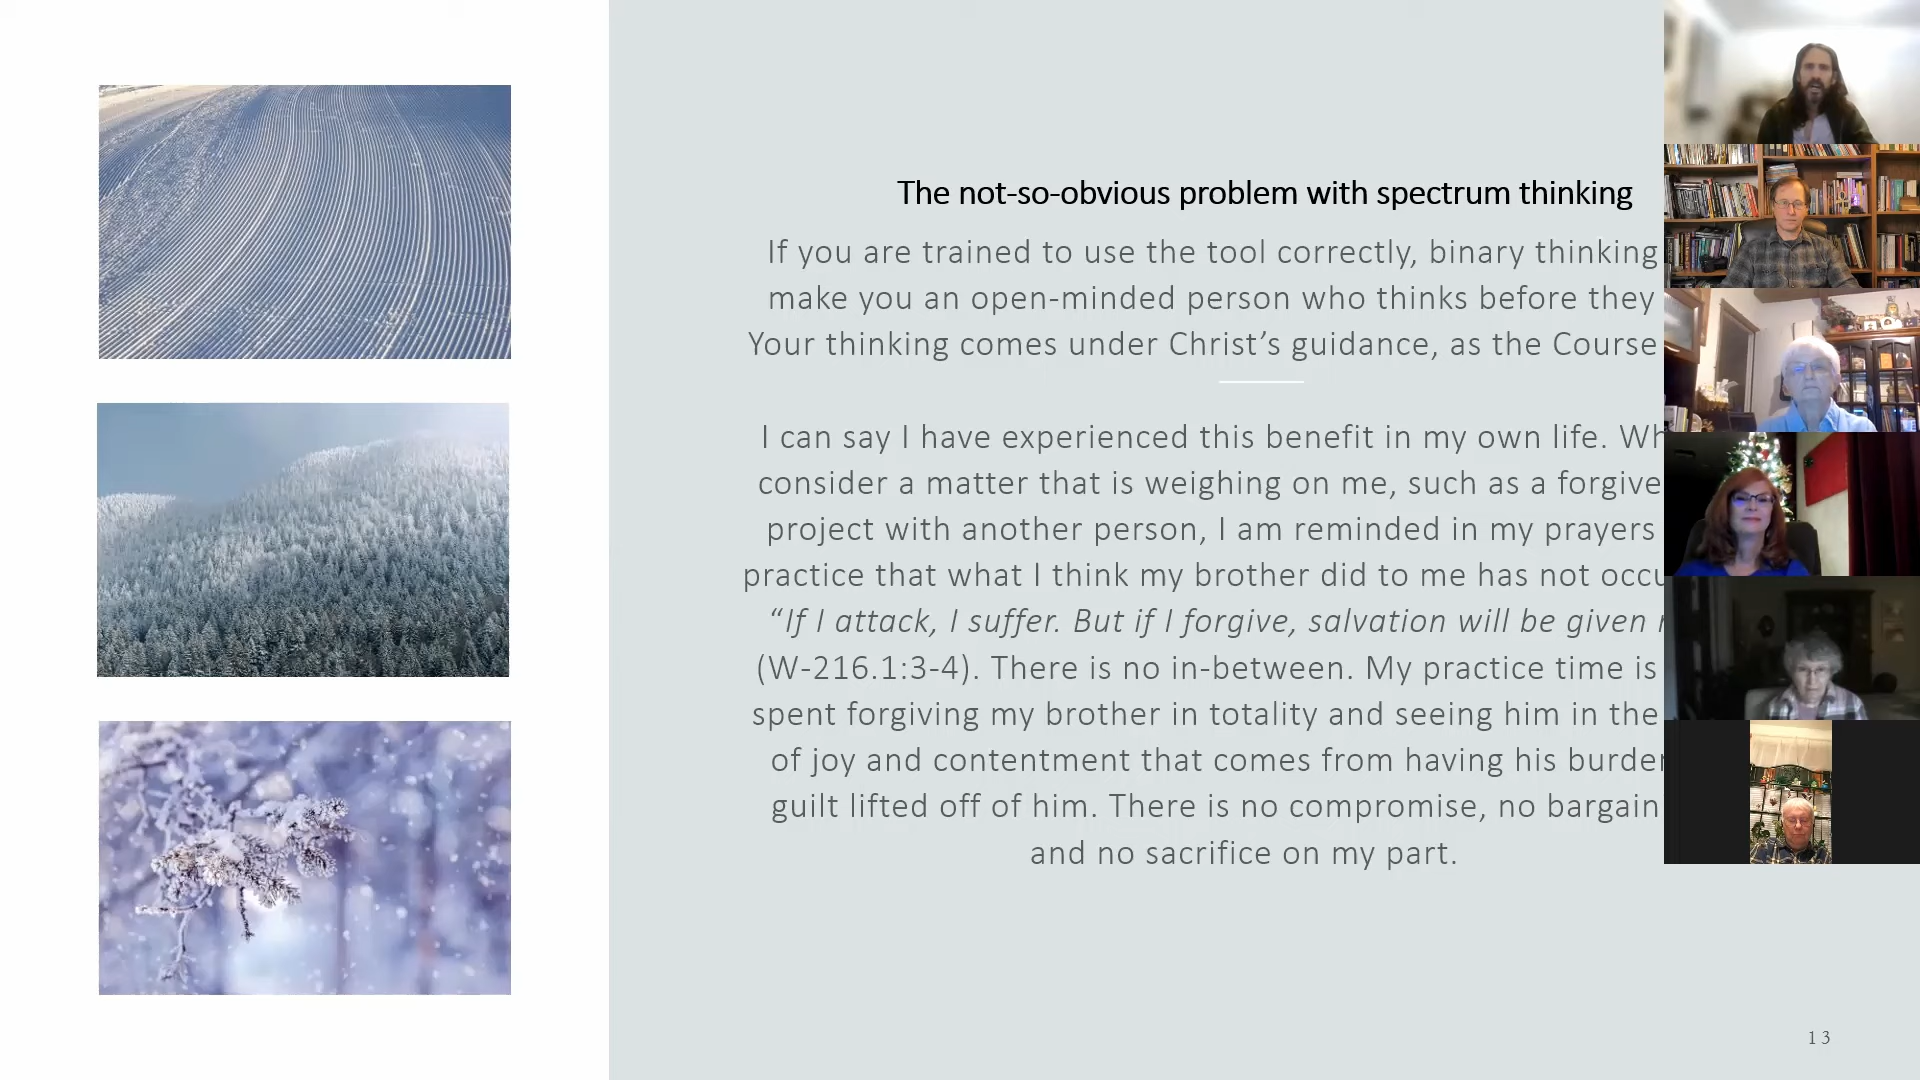 The not-so-obvious problem with spectrum thinking
If you are trained to use the tool correctly, binary thinking
make you an open-minded person who thinks before they
Your thinking comes under Christ’s guidance, as the Course
I can say I have experienced this benefit in my own life.
consider a matter that is weighing on me, such as a
project with another person, I am reminded in my prayers
practice that what I think my brother did to me has not
“If I attack, I suffer. But if I forgive, salvation will be given
(W-216.1:3-4). There is no in-between. My practice time is
spent forgiving my brother in totality and seeing him in the
of joy and contentment that comes from having his
guilt lifted off of him. There is no compromise, no bargain
and no sacrifice on my part.
13